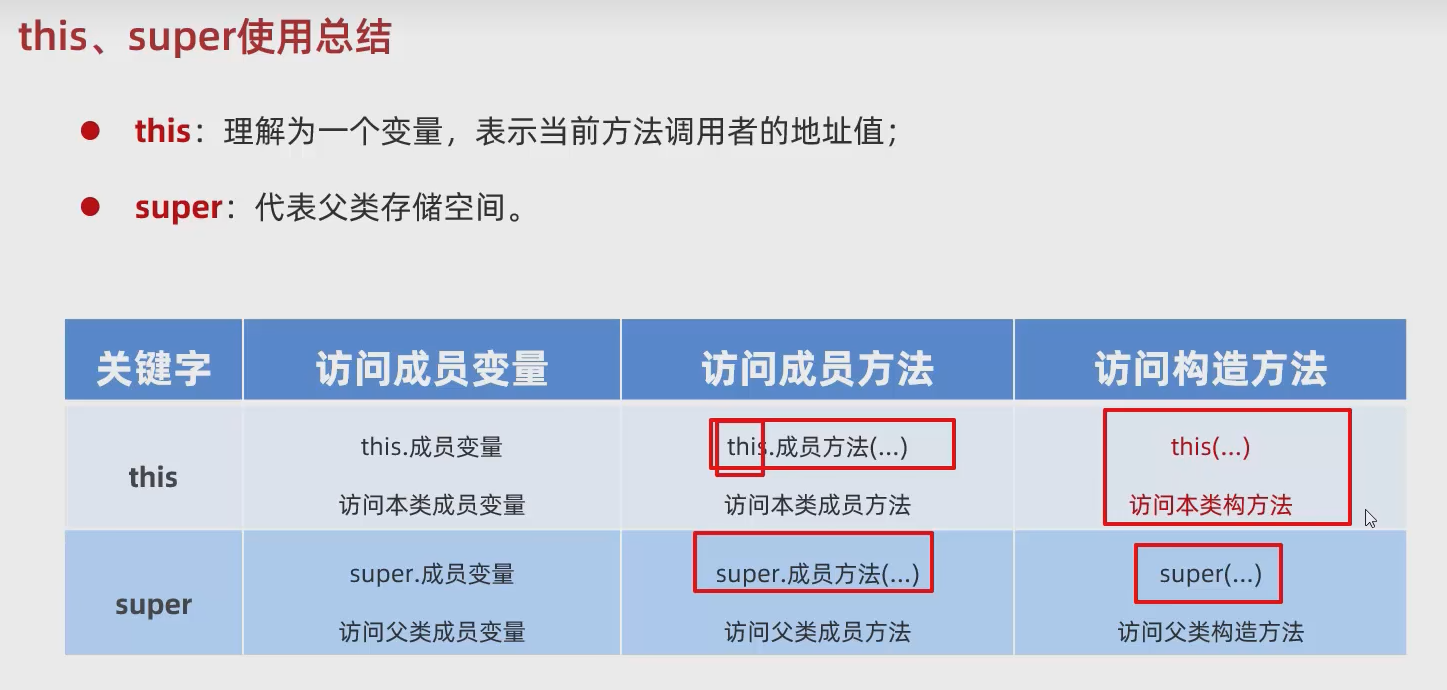 this、super使用总结
this：理解为一个变量，表示当前方法调用者的地址值；
super：代表父类存储空间。
关键字 访问成员变量 访问成员方法 访问构造方法
this
this.成员变量
访问本类成员变量
this.成员方法(...)
访问本类成员方法
this(...)
访问本类构方法
super
super.成员变量
访问父类成员变量
super.成员方法(...)
访问父类成员方法
super(...)
访问父类构造方法